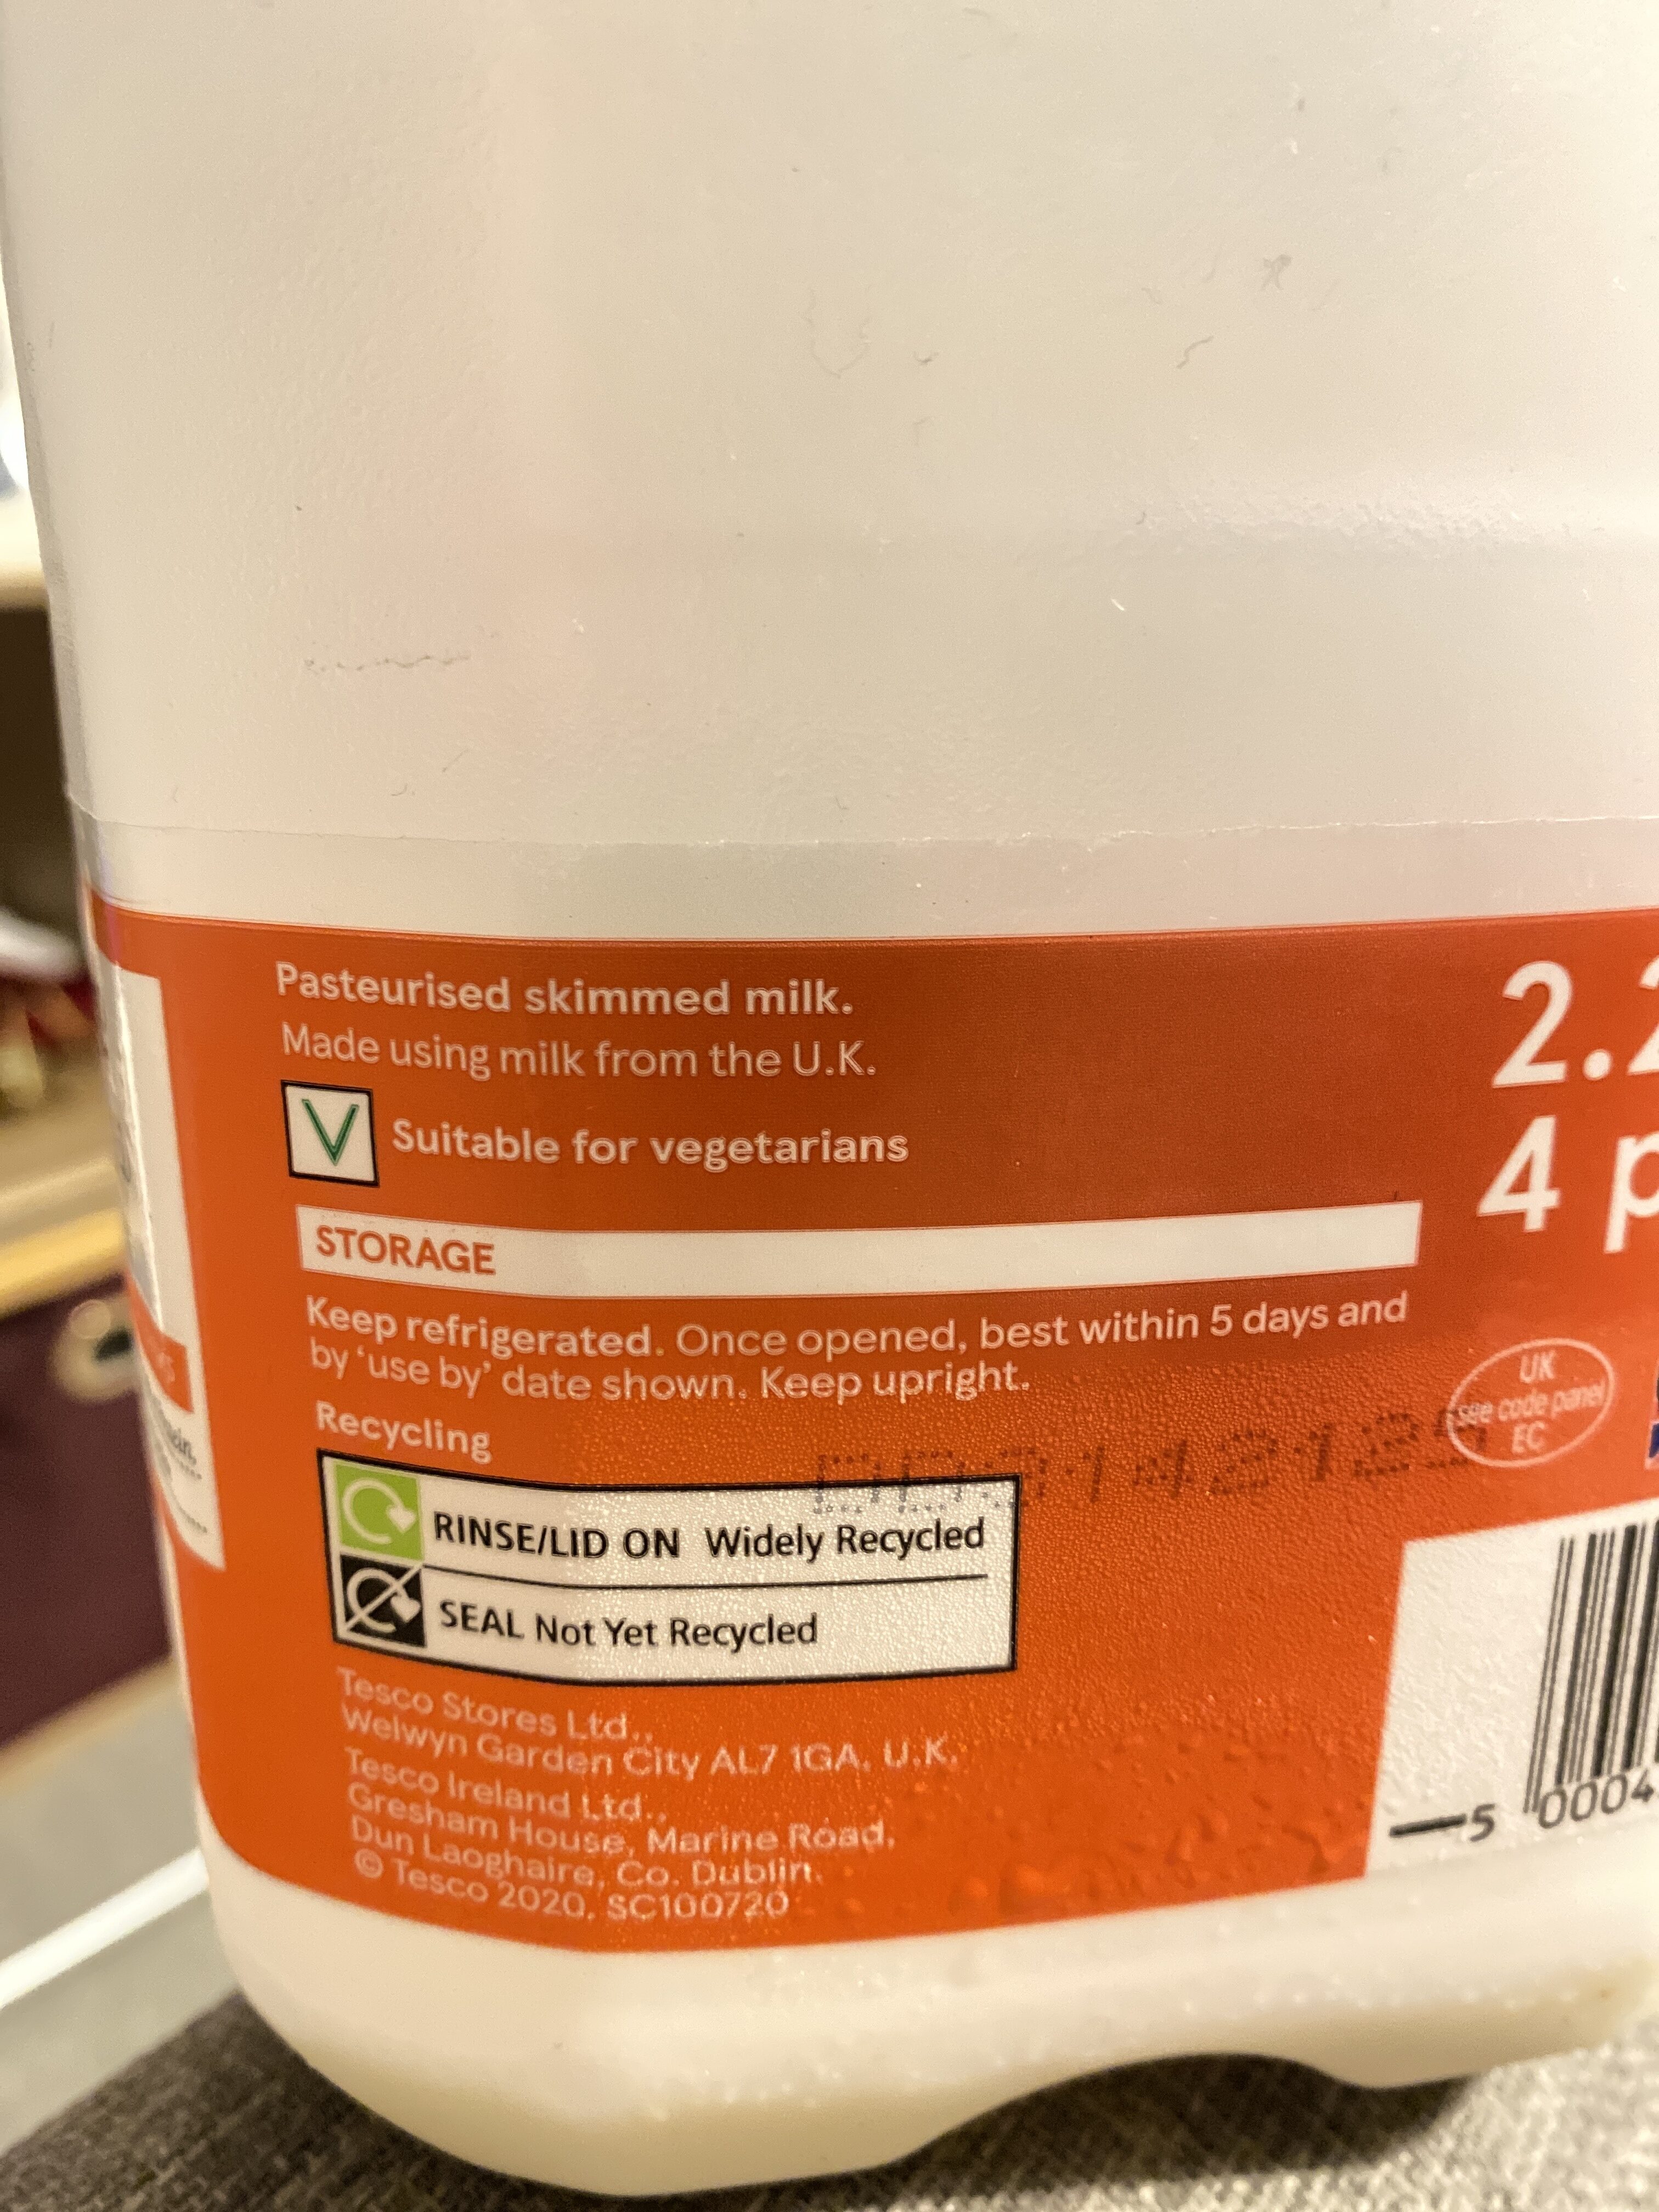 Pasteurised skimmed milk.
Made using milk from the U.K.
V Suitable for vegetarians
2.2
4 p
STORAGE
Keep refrigerated. Once opened, best within 5 days and
by 'use by' date shown. Keep upright.
UK
see code panel
EC
Recycling
RINSE/LID ON Widely Recycled
SEAL Not Yet Recycled
Tesco Stores Ltd.,
Welwyn Garden City AL7 1GA, U.K.
Tesco Ireland Ltd.,
Gresham House, Marine Road,
Dun Laoghaire, Co. Dublin.
© Tesco 2020. SC100720
5 0004